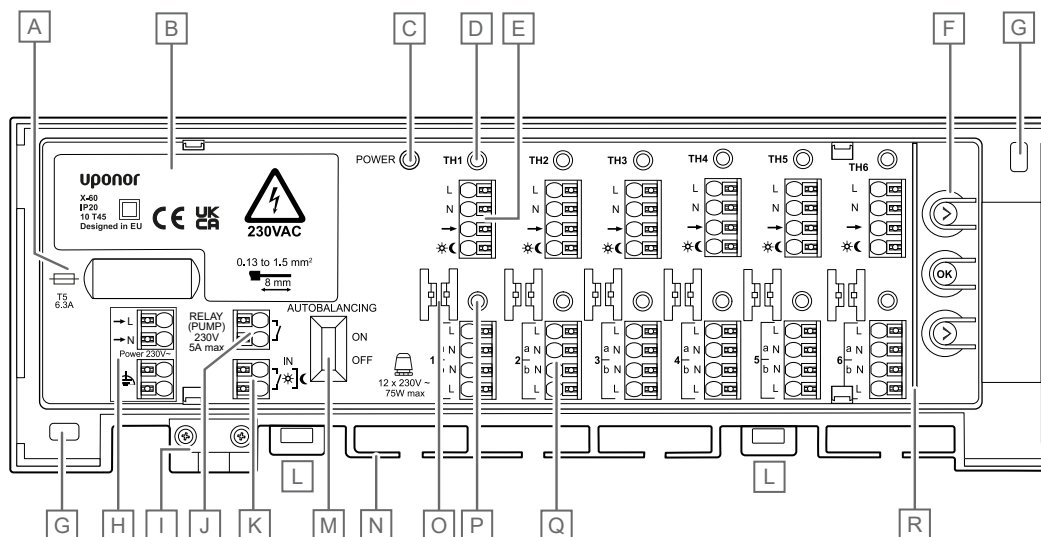 A
B
C
D
E
F
G
POWER
TH1
TH2
TH3
TH4
TH5
TH6
uponor
X-60
IP20
10 T45
Designed in EU
CE
UK
CA
230VAC
0.13 to 1.5 mm²
8 mm
T5
6.3A
L
N
L
N
L
N
L
N
L
N
L
N
OK
AUTOBALANCING
ON
OFF
RELAY
(PUMP)
230V
5A max
→ L
→ N
Power 230V~
IN
12 x 230V ~
75W max
1
L
N
N
L
2
L
a N
b N
L
3
L
a N
b N
L
4
L
a N
b N
L
5
L
a N
b N
L
6
L
a N
b N
L
L
L
G
H
I
J
K
M
N
O
P
Q
R